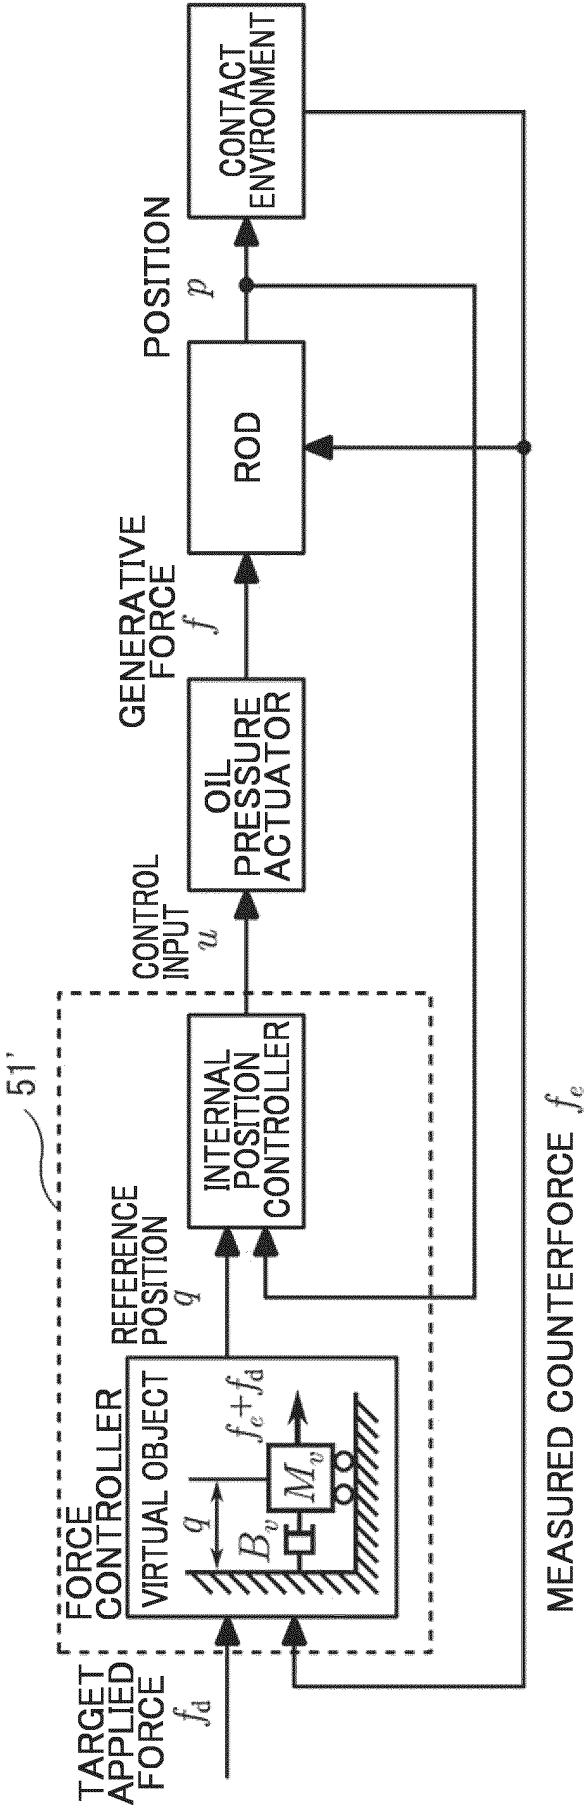 51'
TARGET
APPLIED
FORCE
f_d
FORCE
CONTROLLER
VIRTUAL OBJECT
q
B_v
M_v
f_e+f_d
REFERENCE
POSITION
q
INTERNAL
POSITION
CONTROLLER
CONTROL
INPUT
u
OIL
PRESSURE
ACTUATOR
GENERATIVE
FORCE
f
ROD
POSITION
p
CONTACT
ENVIRONMENT
MEASURED COUNTERFORCE f_e